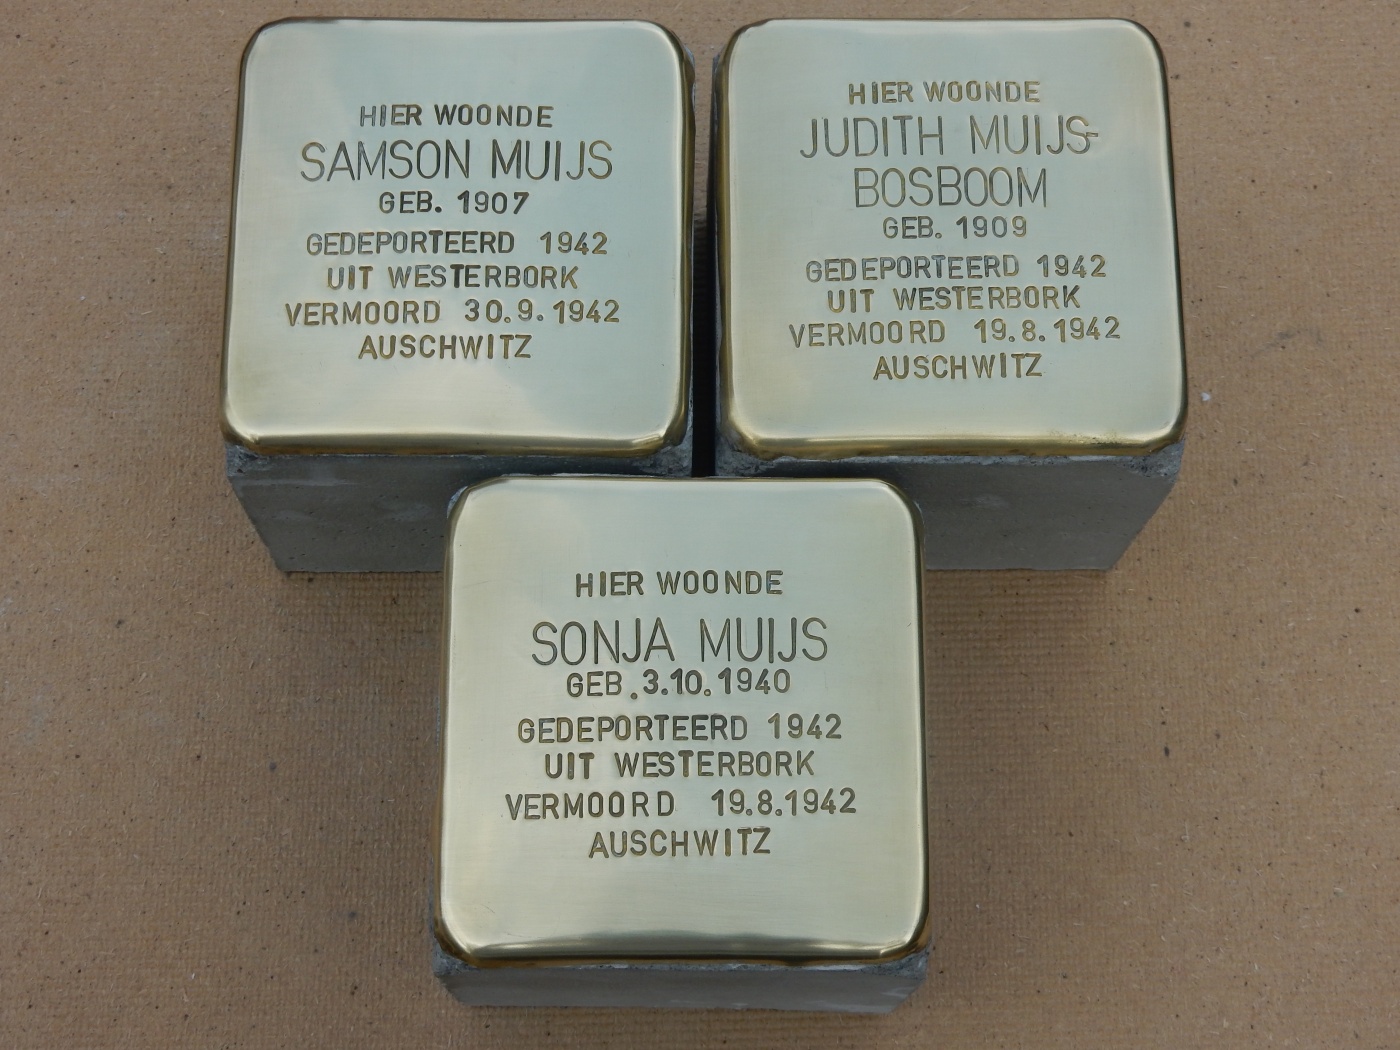 HIER WOONDE
SAMSON MUIJS
GEB. 1907
GEDEPORTEERD 1942
UIT WESTERBORK
VERMOORD 30.9.1942
AUSCHWITZ
HIER WOONDE
JUDITH MUIJS-
BOSBOOM
GEB. 1909
GEDEPORTEERD 1942
UIT WESTERBORK
VERMOORD 19.8.1942
AUSCHWITZ
HIER WOONDE
SONJA MUIJS
GEB.3.10.1940
GEDEPORTEERD 1942
UIT WESTERBORK
VERMOORD 19.8.1942
AUSCHWITZ